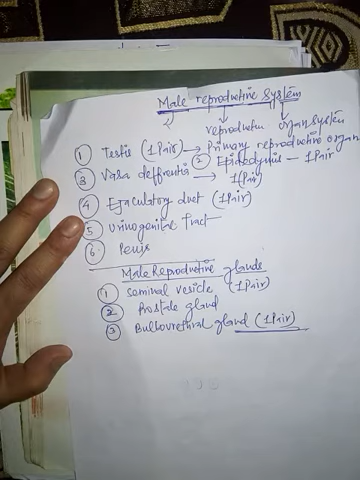 Male reproductive System
reproduction organ system
① Testis (1 Pair) → Primary reproductive organ
② Epididymis - 1 Pair
③ Vasa defferentia → 1 (Pair)
④ Ejaculatory duct (1 Pair)
⑤ Urinogenital Tract
⑥ Penis
Male Reproductive glands
① Seminal vesicle (1 Pair)
② Prostate gland
③ Bulbourethral gland (1 Pair)